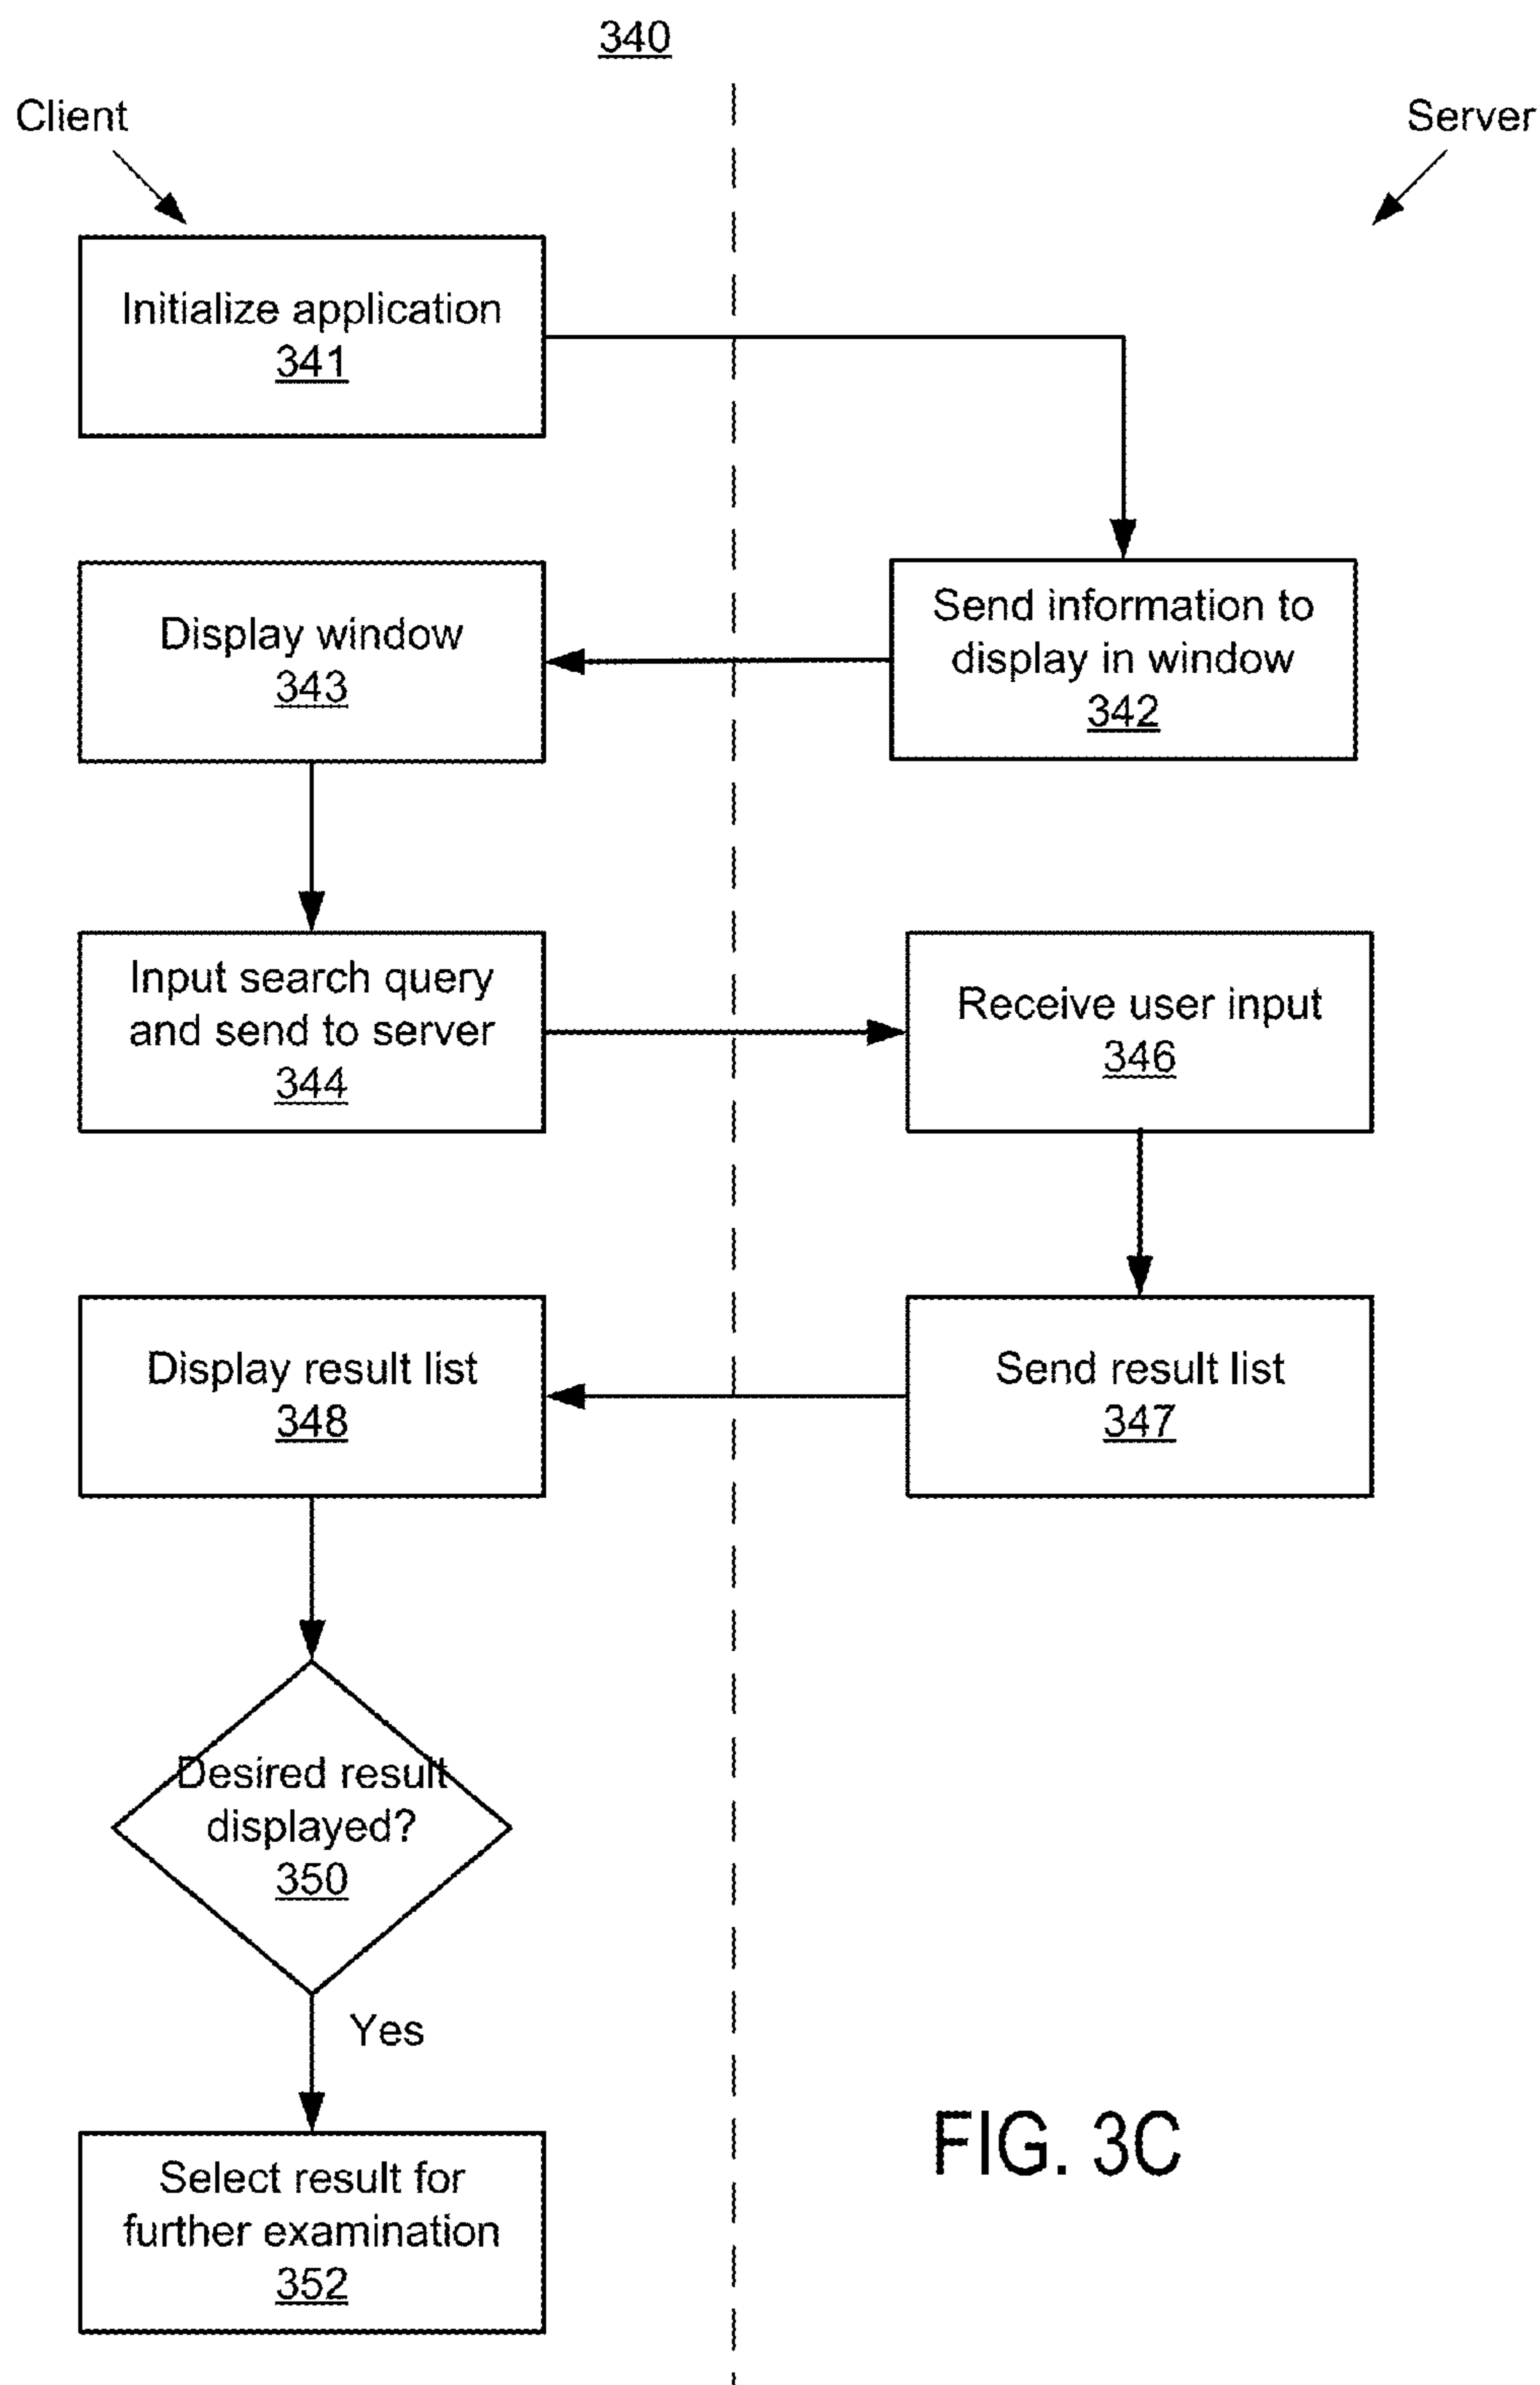 340
Client
Server
Initialize application
341
Send information to
display in window
342
Display window
343
Input search query
and send to server
344
Receive user input
346
Send result list
347
Display result list
348
Desired result
displayed?
350
Yes
Select result for
further examination
352
FIG. 3C